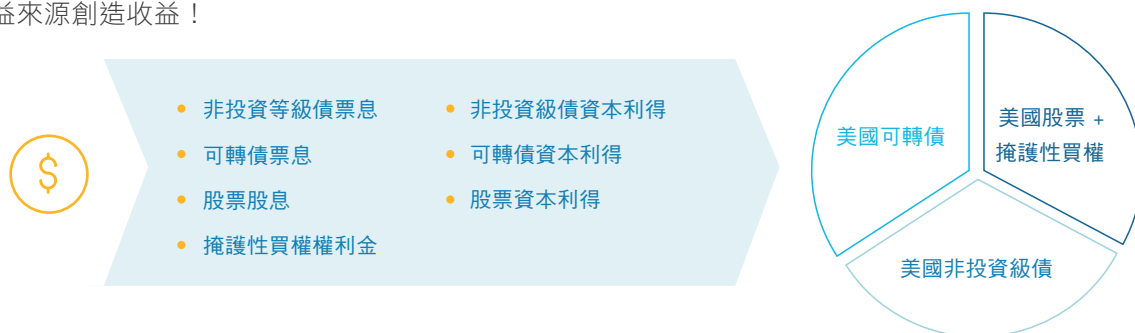 益來源創造收益！
$
• 非投資等級債票息
• 可轉債票息
• 股票股息
• 掩護性買權權利金
• 非投資級債資本利得
• 可轉債資本利得
• 股票資本利得
美國可轉債
美國股票 +
掩護性買權
美國非投資級債